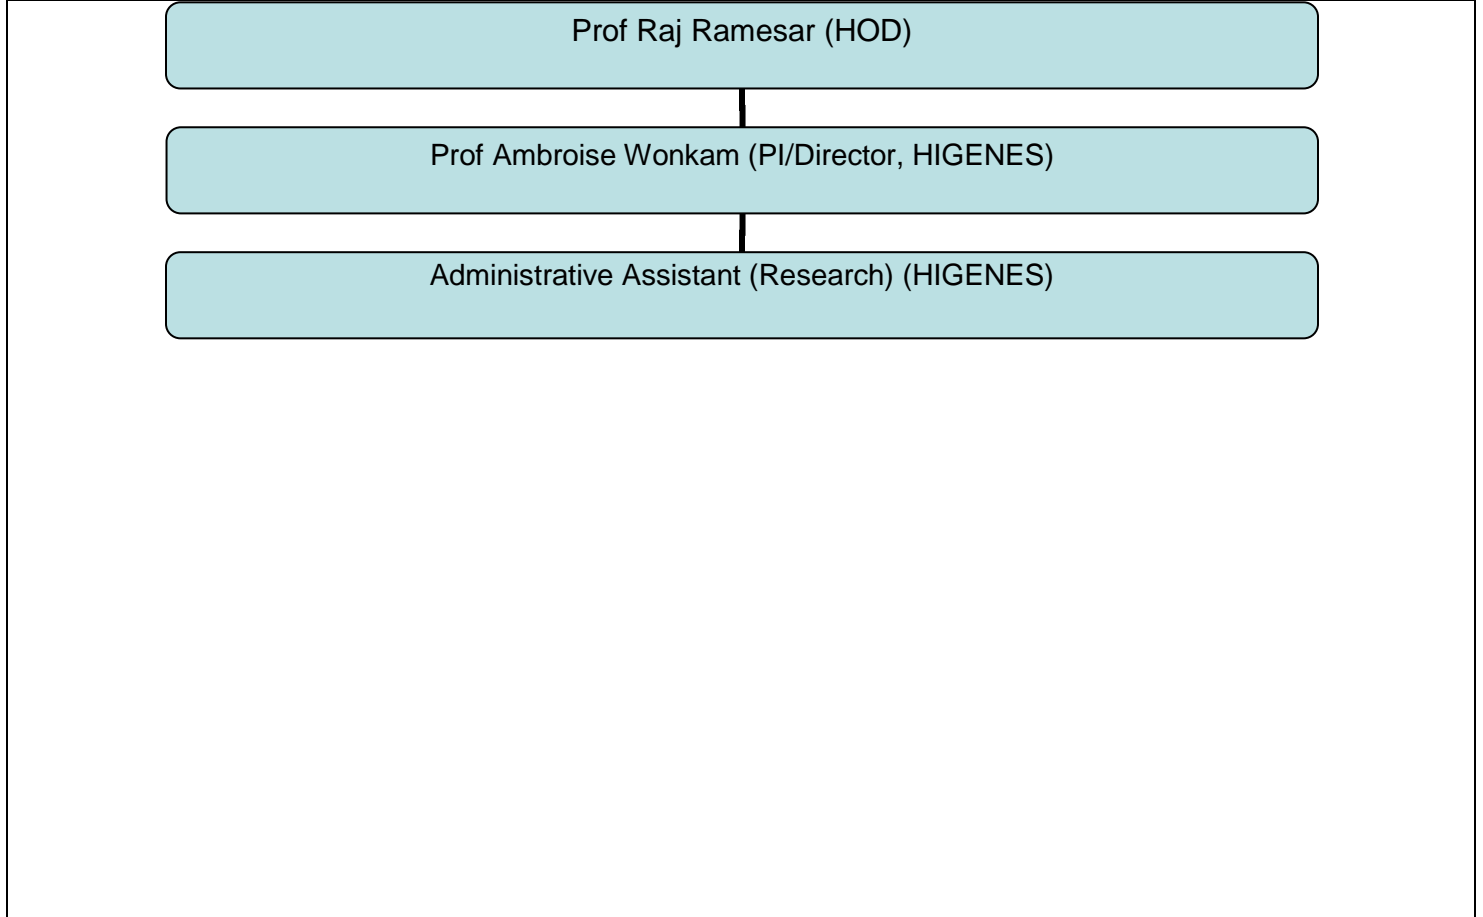 Prof Raj Ramesar (HOD)
Prof Ambroise Wonkam (PI/Director, HIGENES)
Administrative Assistant (Research) (HIGENES)